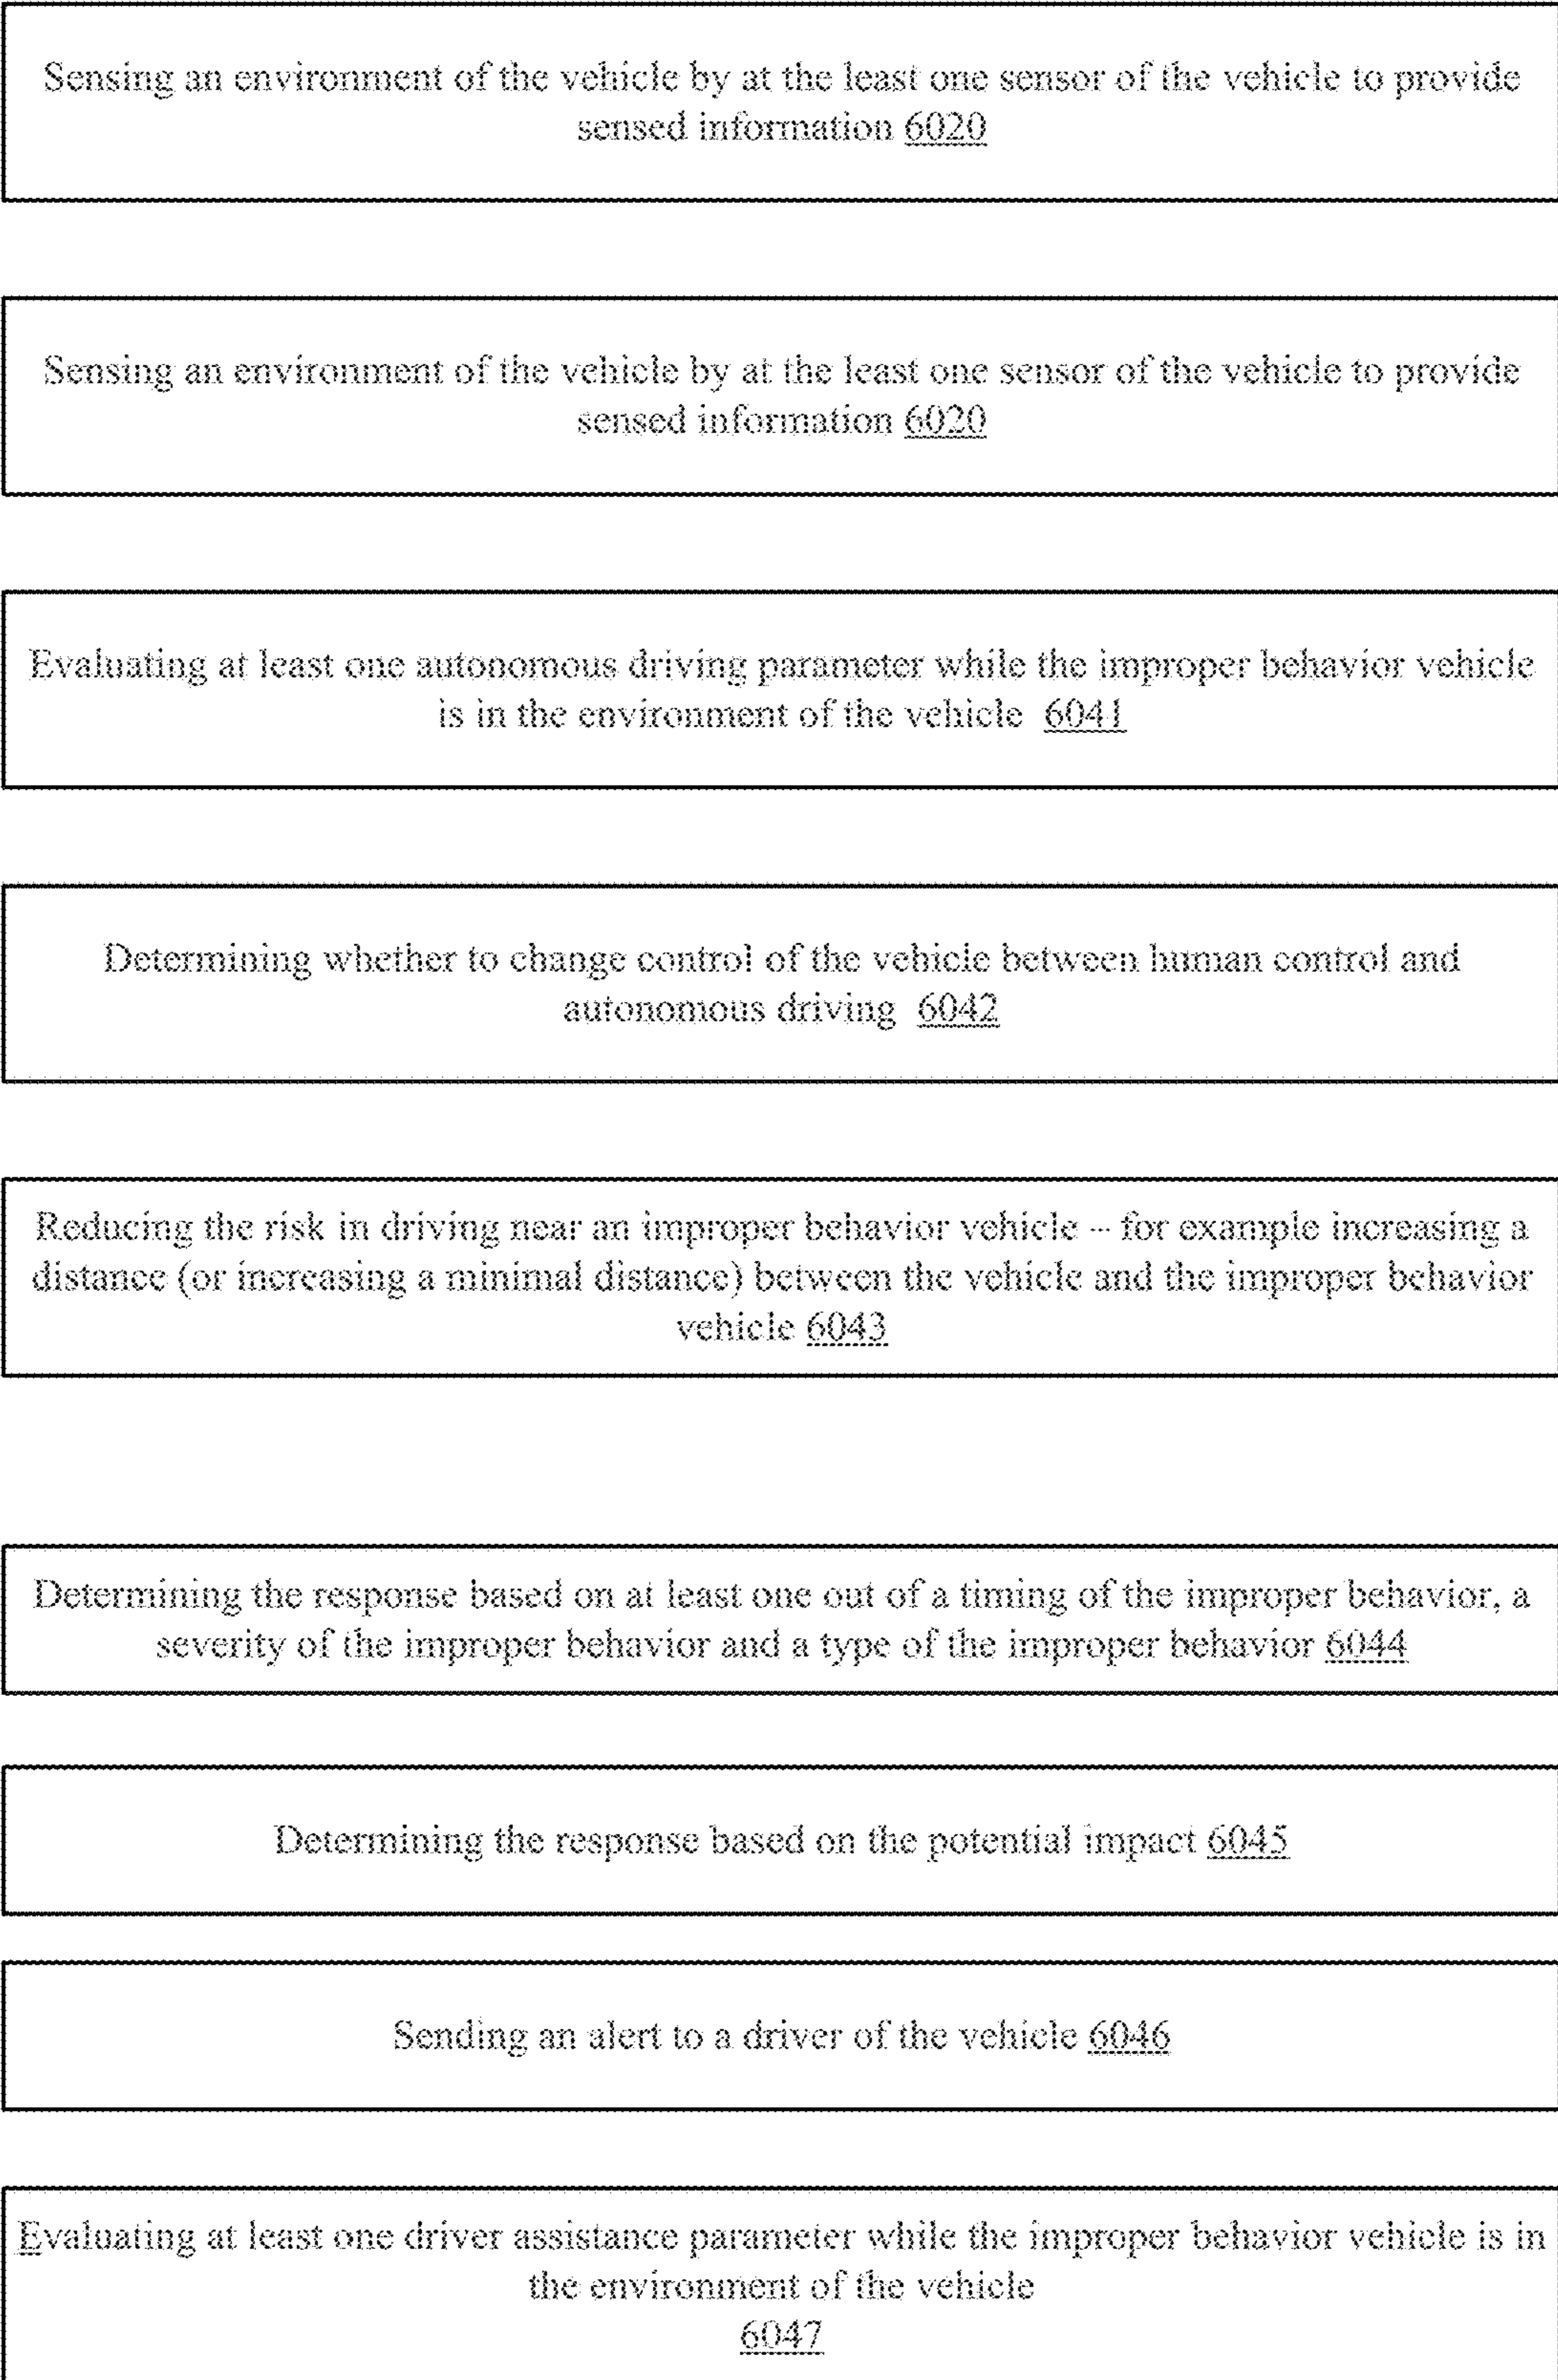 Sensing an environment of the vehicle by at the least one sensor of the vehicle to provide
sensed information 6020
Sensing an environment of the vehicle by at the least one sensor of the vehicle to provide
sensed information 6020
Evaluating at least one autonomous driving parameter while the improper behavior vehicle
is in the environment of the vehicle 6041
Determining whether to change control of the vehicle between human control and
autonomous driving 6042
Reducing the risk in driving near an improper behavior vehicle – for example increasing a
distance (or increasing a minimal distance) between the vehicle and the improper behavior
vehicle 6043
Determining the response based on at least one out of a timing of the improper behavior, a
severity of the improper behavior and a type of the improper behavior 6044
Determining the response based on the potential impact 6045
Sending an alert to a driver of the vehicle 6046
Evaluating at least one driver assistance parameter while the improper behavior vehicle is in
the environment of the vehicle
6047